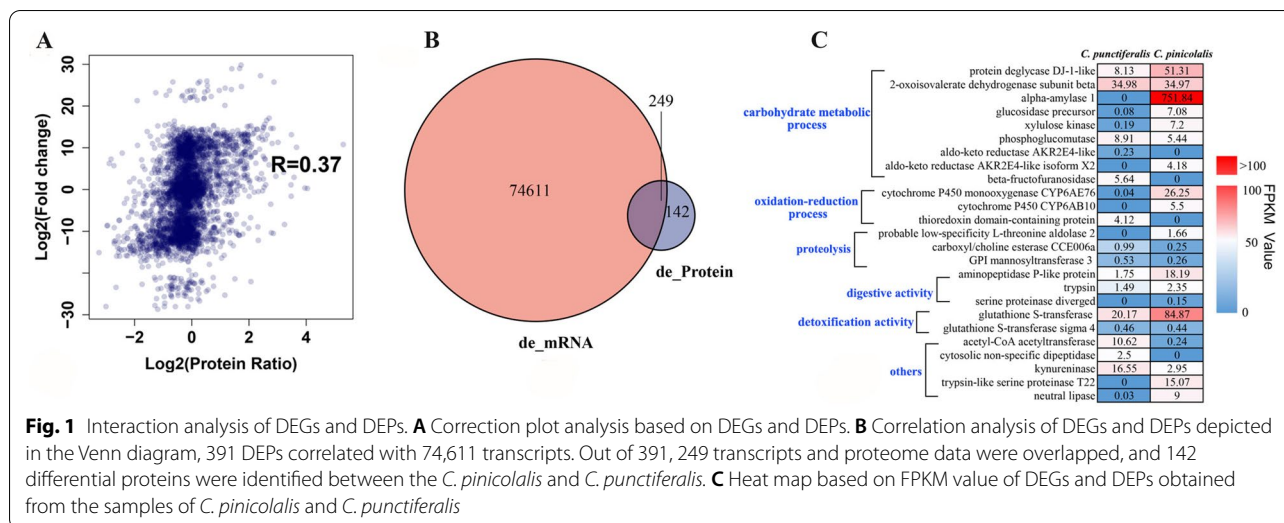 A
Log2(Fold change)
30
20
10
0
−10
−30
R=0.37
−2 0 2 4
Log2(Protein Ratio)
B
249
74611
142
de_Protein
de_mRNA
C
C. punctiferalis C. pinicolalis
carbohydrate metabolic process
protein deglycase DJ-1-like 8.13 51.31
2-oxoisovalerate dehydrogenase subunit beta 34.98 34.97
alpha-amylase 1 0 751.84
glucosidase precursor 0.08 7.08
xylulose kinase 0.19 7.2
phosphoglucomutase 8.91 5.44
aldo-keto reductase AKR2E4-like 0.23 0
aldo-keto reductase AKR2E4-like isoform X2 0 4.18
beta-fructofuranosidase 5.64 0
oxidation-reduction process
cytochrome P450 monooxygenase CYP6AE76 0.04 26.25
cytochrome P450 CYP6AB10 0 5.5
thioredoxin domain-containing protein 4.12 0
proteolysis
probable low-specificity L-threonine aldolase 2 0 1.66
carboxyl/choline esterase CCE006a 0.99 0.25
GPI mannosyltransferase 3 0.53 0.26
digestive activity
aminopeptidase P-like protein 1.75 18.19
trypsin 1.49 2.35
serine proteinase diverged 0 0.15
detoxification activity
glutathione S-transferase 20.17 84.87
glutathione S-transferase sigma 4 0.46 0.44
others
acetyl-CoA acetyltransferase 10.62 0.24
cytosolic non-specific dipeptidase 2.5 0
kynureninase 16.55 2.95
trypsin-like serine proteinase T22 0 15.07
neutral lipase 0.03 9
>100
100
50
0
FPKM Value
Fig. 1 Interaction analysis of DEGs and DEPs. A Correction plot analysis based on DEGs and DEPs. B Correlation analysis of DEGs and DEPs depicted
in the Venn diagram, 391 DEPs correlated with 74,611 transcripts. Out of 391, 249 transcripts and proteome data were overlapped, and 142
differential proteins were identified between the C. pinicolalis and C. punctiferalis. C Heat map based on FPKM value of DEGs and DEPs obtained
from the samples of C. pinicolalis and C. punctiferalis